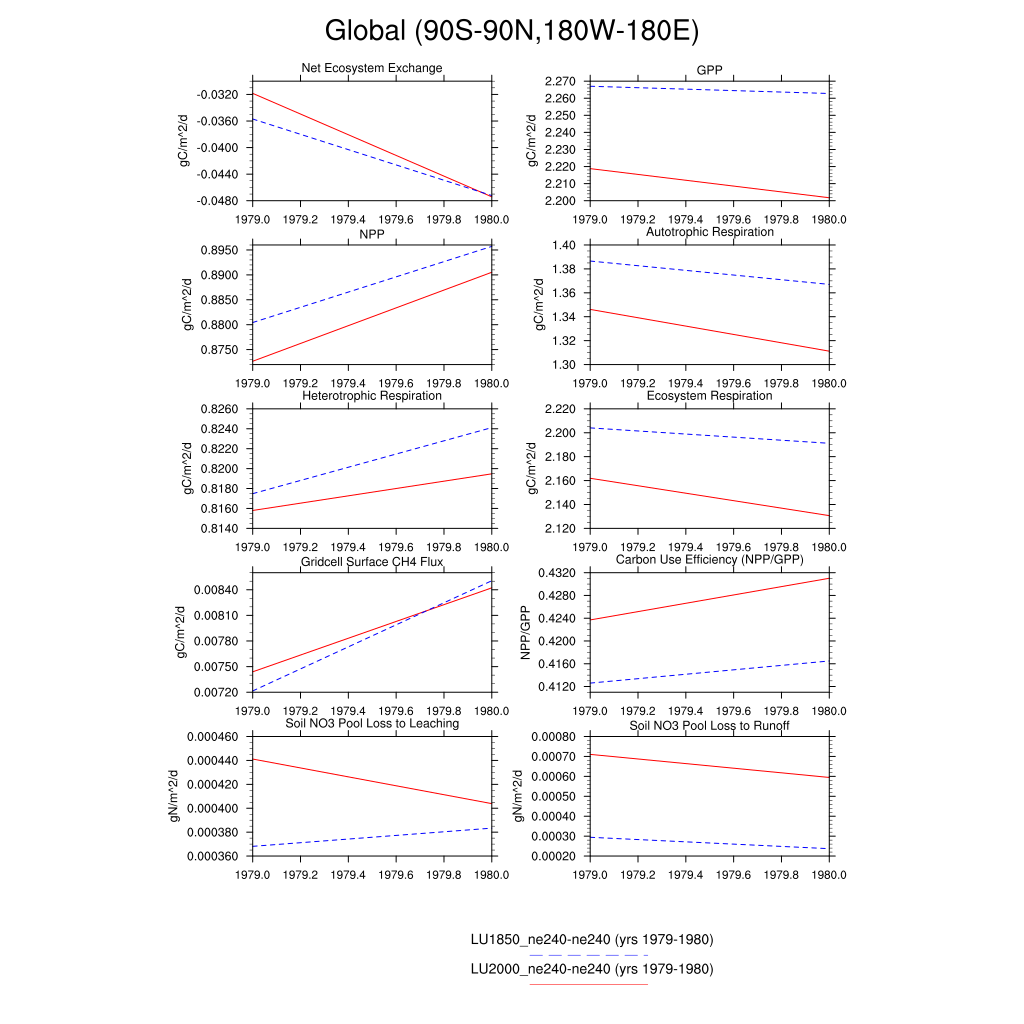 Global (90S-90N,180W-180E)
Net Ecosystem Exchange
gC/m^2/d
-0.0320
-0.0360
-0.0400
-0.0440
-0.0480
1979.0 1979.2 1979.4 1979.6 1979.8 1980.0
GPP
gC/m^2/d
2.270
2.260
2.250
2.240
2.230
2.220
2.210
2.200
1979.0 1979.2 1979.4 1979.6 1979.8 1980.0
NPP
gC/m^2/d
0.8950
0.8900
0.8850
0.8800
0.8750
1979.0 1979.2 1979.4 1979.6 1979.8 1980.0
Autotrophic Respiration
gC/m^2/d
1.40
1.38
1.36
1.34
1.32
1.30
1979.0 1979.2 1979.4 1979.6 1979.8 1980.0
Heterotrophic Respiration
gC/m^2/d
0.8260
0.8240
0.8220
0.8200
0.8180
0.8160
0.8140
1979.0 1979.2 1979.4 1979.6 1979.8 1980.0
Ecosystem Respiration
gC/m^2/d
2.220
2.200
2.180
2.160
2.140
2.120
1979.0 1979.2 1979.4 1979.6 1979.8 1980.0
Gridcell Surface CH4 Flux
gC/m^2/d
0.00840
0.00810
0.00780
0.00750
0.00720
1979.0 1979.2 1979.4 1979.6 1979.8 1980.0
Carbon Use Efficiency (NPP/GPP)
NPP/GPP
0.4320
0.4280
0.4240
0.4200
0.4160
0.4120
1979.0 1979.2 1979.4 1979.6 1979.8 1980.0
Soil NO3 Pool Loss to Leaching
gN/m^2/d
0.000460
0.000440
0.000420
0.000400
0.000380
0.000360
1979.0 1979.2 1979.4 1979.6 1979.8 1980.0
Soil NO3 Pool Loss to Runoff
gN/m^2/d
0.00080
0.00070
0.00060
0.00050
0.00040
0.00030
0.00020
1979.0 1979.2 1979.4 1979.6 1979.8 1980.0
LU1850_ne240-ne240 (yrs 1979-1980)
LU2000_ne240-ne240 (yrs 1979-1980)